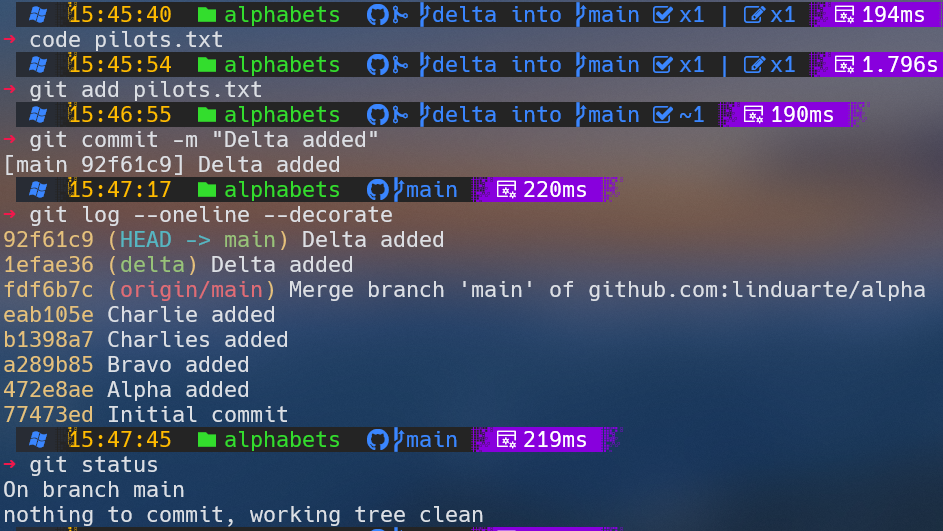 15:45:40 alphabets delta into main x1 | x1 194ms
→ code pilots.txt
15:45:54 alphabets delta into main x1 | x1 1.796s
→ git add pilots.txt
15:46:55 alphabets delta into main ~1 190ms
→ git commit -m "Delta added"
[main 92f61c9] Delta added
15:47:17 alphabets main 220ms
→ git log --oneline --decorate
92f61c9 (HEAD -> main) Delta added
1efae36 (delta) Delta added
fdf6b7c (origin/main) Merge branch 'main' of github.com:linduarte/alpha
eab105e Charlie added
b1398a7 Charlies added
a289b85 Bravo added
472e8ae Alpha added
77473ed Initial commit
15:47:45 alphabets main 219ms
→ git status
On branch main
nothing to commit, working tree clean